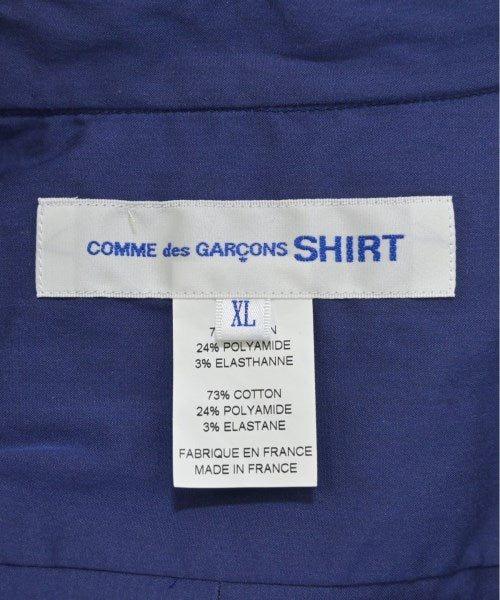 COMME des GARÇONS SHIRT
XL
24% POLYAMIDE
3% ELASTHANNE
73% COTTON
24% POLYAMIDE
3% ELASTANE
FABRIQUE EN FRANCE
MADE IN FRANCE